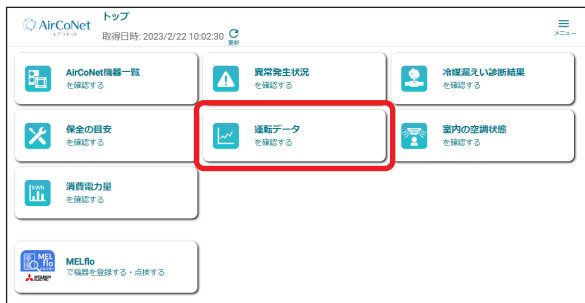 AirCoNet
エアコネット
トップ
取得日時: 2023/2/22 10:02:30
更新
メニュー
AirCoNet機器一覧
を確認する
異常発生状況
を確認する
冷媒漏えい診断結果
を確認する
保全の目安
を確認する
運転データ
を確認する
室内の空調状態
を確認する
kWh
消費電力量
を確認する
MEL
flo
MITSUBISHI
ELECTRIC
MELflo
で機器を登録する・点検する